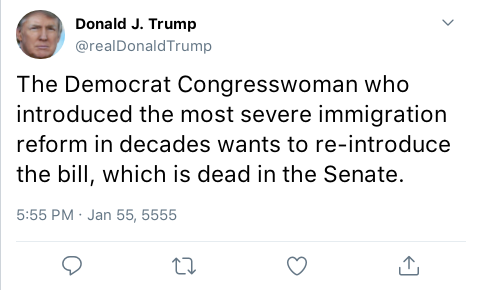 Donald J. Trump
@realDonaldTrump
The Democrat Congresswoman who
introduced the most severe immigration
reform in decades wants to re-introduce
the bill, which is dead in the Senate.
5:55 PM · Jan 55, 5555